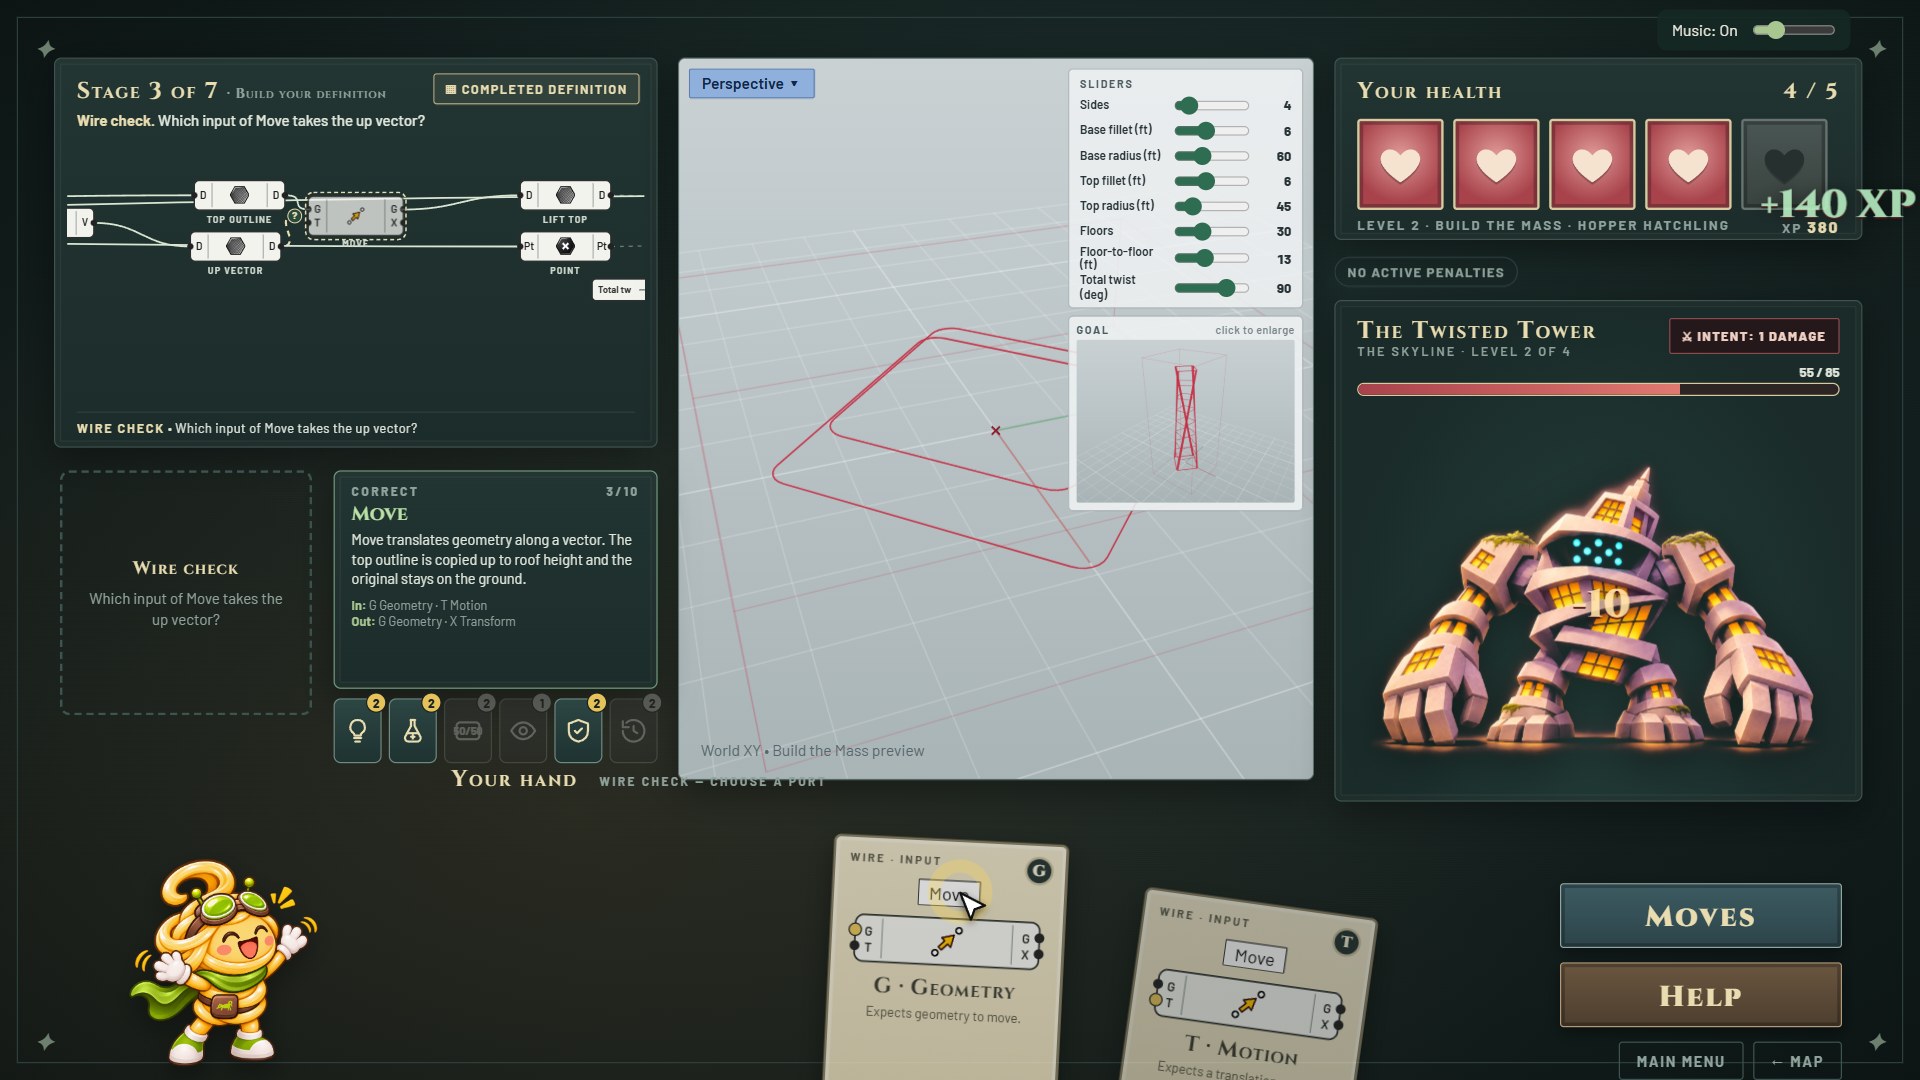 Music: On
Stage 3 of 7 · Build your definition
COMPLETED DEFINITION
Wire check. Which input of Move takes the up vector?
D D
TOP OUTLINE
V
D D
UP VECTOR
?
G G
T X
MOVE
D D
LIFT TOP
Pt Pt
POINT
Total tw
WIRE CHECK • Which input of Move takes the up vector?
Wire check
Which input of Move takes the
up vector?
CORRECT 3/10
Move
Move translates geometry along a vector. The
top outline is copied up to roof height and the
original stays on the ground.
In: G Geometry · T Motion
Out: G Geometry · X Transform
2 2 2 1 2 2
50/50
Your hand WIRE CHECK — CHOOSE A PORT
Perspective ▼
SLIDERS
Sides 4
Base fillet (ft) 6
Base radius (ft) 60
Top fillet (ft) 6
Top radius (ft) 45
Floors 30
Floor-to-floor
(ft) 13
Total twist
(deg) 90
GOAL click to enlarge
World XY • Build the Mass preview
Your health 4 / 5
+140 XP
LEVEL 2 · BUILD THE MASS · HOPPER HATCHLING
XP 380
NO ACTIVE PENALTIES
The Twisted Tower
THE SKYLINE · LEVEL 2 OF 4
INTENT: 1 DAMAGE
55 / 85
-10
WIRE · INPUT G
Move
G G
T X
G · Geometry
Expects geometry to move.
WIRE · INPUT T
Move
G G
T X
T · Motion
Expects a translation
Moves
Help
MAIN MENU
← MAP